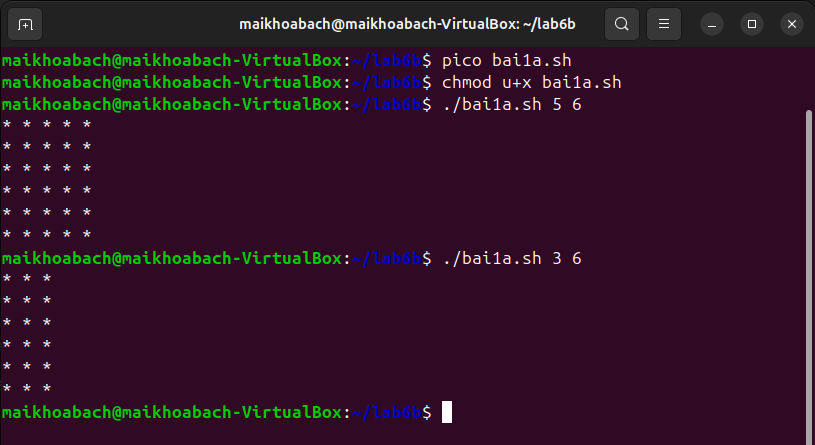 maikhoabach@maikhoabach-VirtualBox: ~/lab6b
maikhoabach@maikhoabach-VirtualBox:~/lab6b$ pico bai1a.sh
maikhoabach@maikhoabach-VirtualBox:~/lab6b$ chmod u+x bai1a.sh
maikhoabach@maikhoabach-VirtualBox:~/lab6b$ ./bai1a.sh 5 6
* * * * *
* * * * *
* * * * *
* * * * *
* * * * *
* * * * *
maikhoabach@maikhoabach-VirtualBox:~/lab6b$ ./bai1a.sh 3 6
* * *
* * *
* * *
* * *
* * *
* * *
maikhoabach@maikhoabach-VirtualBox:~/lab6b$